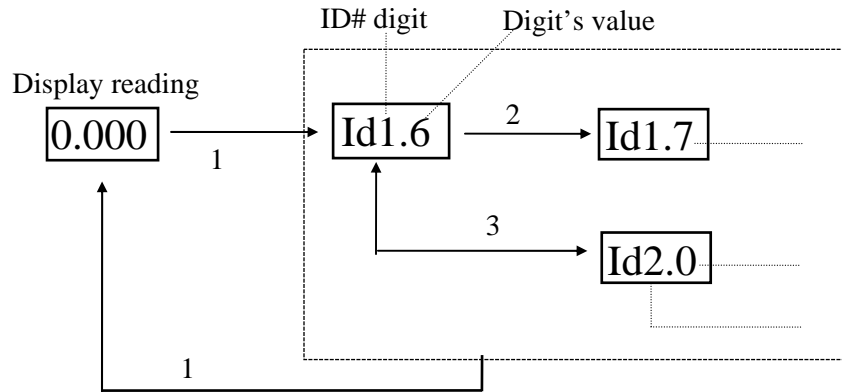 ID# digit
Digit's value
Display reading
0.000
1
Id1.6
2
Id1.7
3
Id2.0
1